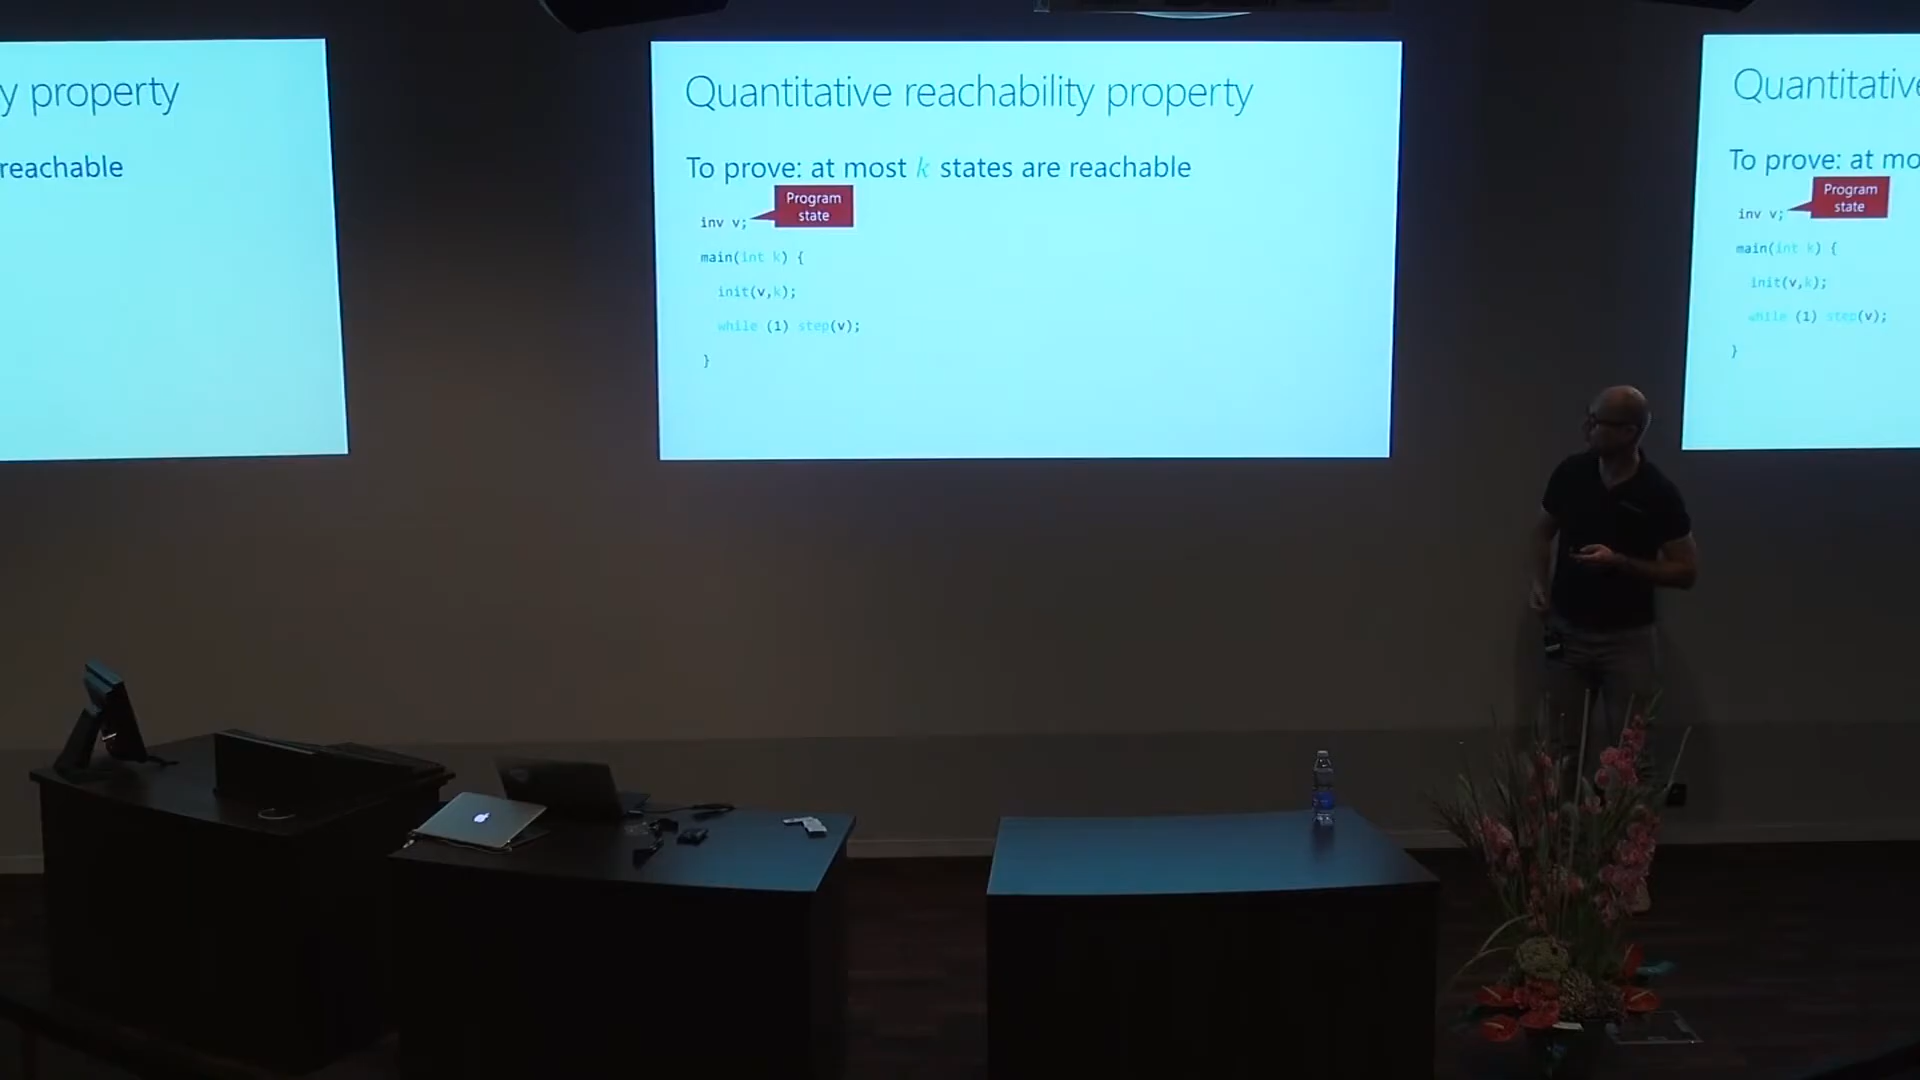 y property
reachable
Quantitative reachability property
To prove: at most k states are reachable
Program
state
inv v;
main(int k) {
init(v,k);
while (1) step(v);
}
Quantitative
To prove: at mo
Program
state
inv v;
main(int k) {
init(v,k);
while (1) step(v);
}